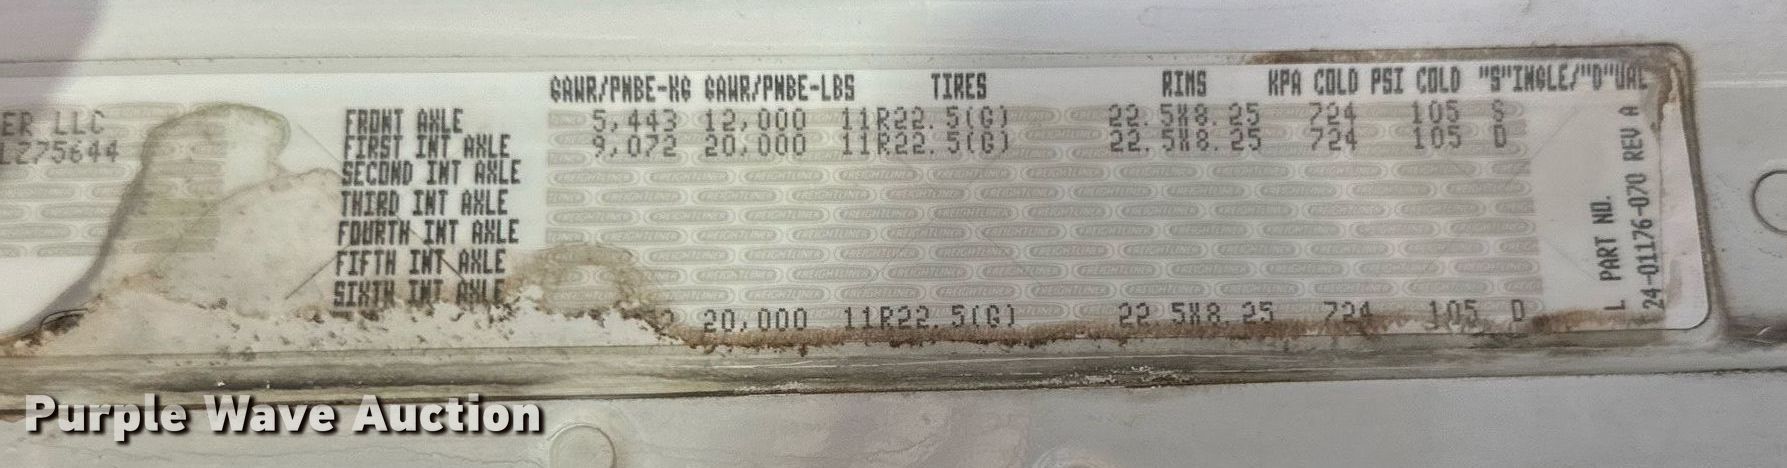 GAWR/PNBE-KG GAWR/PNBE-LBS TIRES RIMS KPA COLD PSI COLD "S"INGLE/"D"UAL
ER LLC
LZ75644
FRONT AXLE 5,443 12,000 11R22.5(G) 22.5X8.25 724 105 S
FIRST INT AXLE 9,072 20,000 11R22.5(G) 22.5X8.25 724 105 D
SECOND INT AXLE
THIRD INT AXLE
FOURTH INT AXLE
FIFTH INT AXLE
SIXTH INT AXLE
2 20,000 11R22.5(G) 22.5X8.25 724 105 D
L PART NO.
24-01176-070 REV A
FREIGHTLINER
Purple Wave Auction